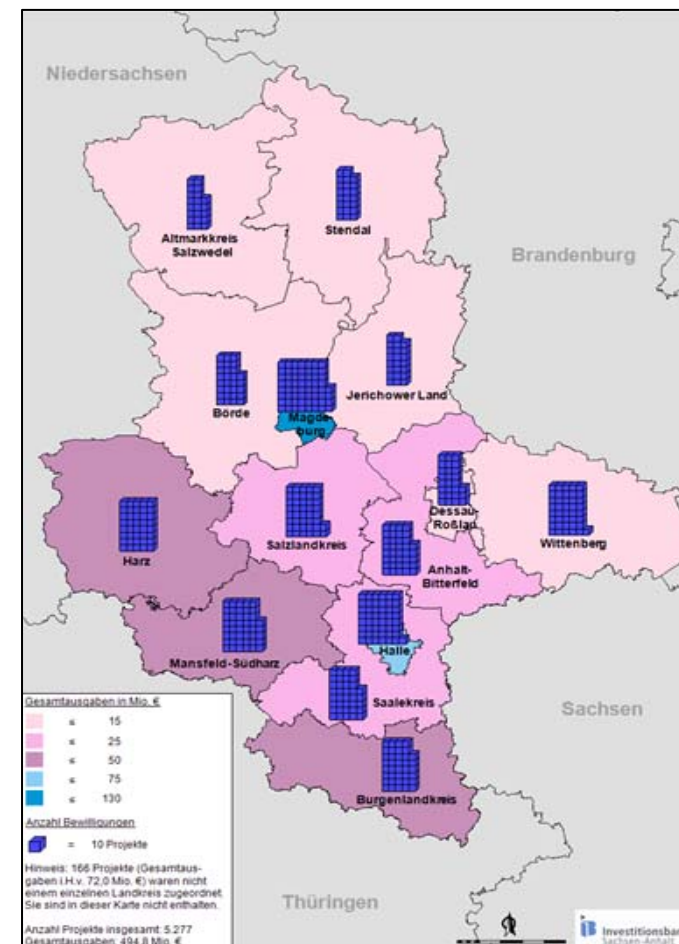 Niedersachsen
Altmarkkreis
Salzwedel
Stendal
Brandenburg
Börde
Magde-
burg
Jerichower Land
Harz
Salzlandkreis
Dessau-
Roßlau
Wittenberg
Anhalt-
Bitterfeld
Mansfeld-Südharz
Halle
Saalekreis
Sachsen
Burgenlandkreis
Thüringen
Gesamtausgaben in Mio. €
≤ 15
≤ 25
≤ 50
≤ 75
≤ 130
Anzahl Bewilligungen
= 10 Projekte
Hinweis: 166 Projekte (Gesamtaus-
gaben i.H.v. 72,0 Mio. €) waren nicht
einem einzelnen Landkreis zugeordnet.
Sie sind in dieser Karte nicht enthalten.
Anzahl Projekte insgesamt: 5.277
Gesamtausgaben: 494,8 Mio. €
Investitionsban
Sachsen-Anhalt